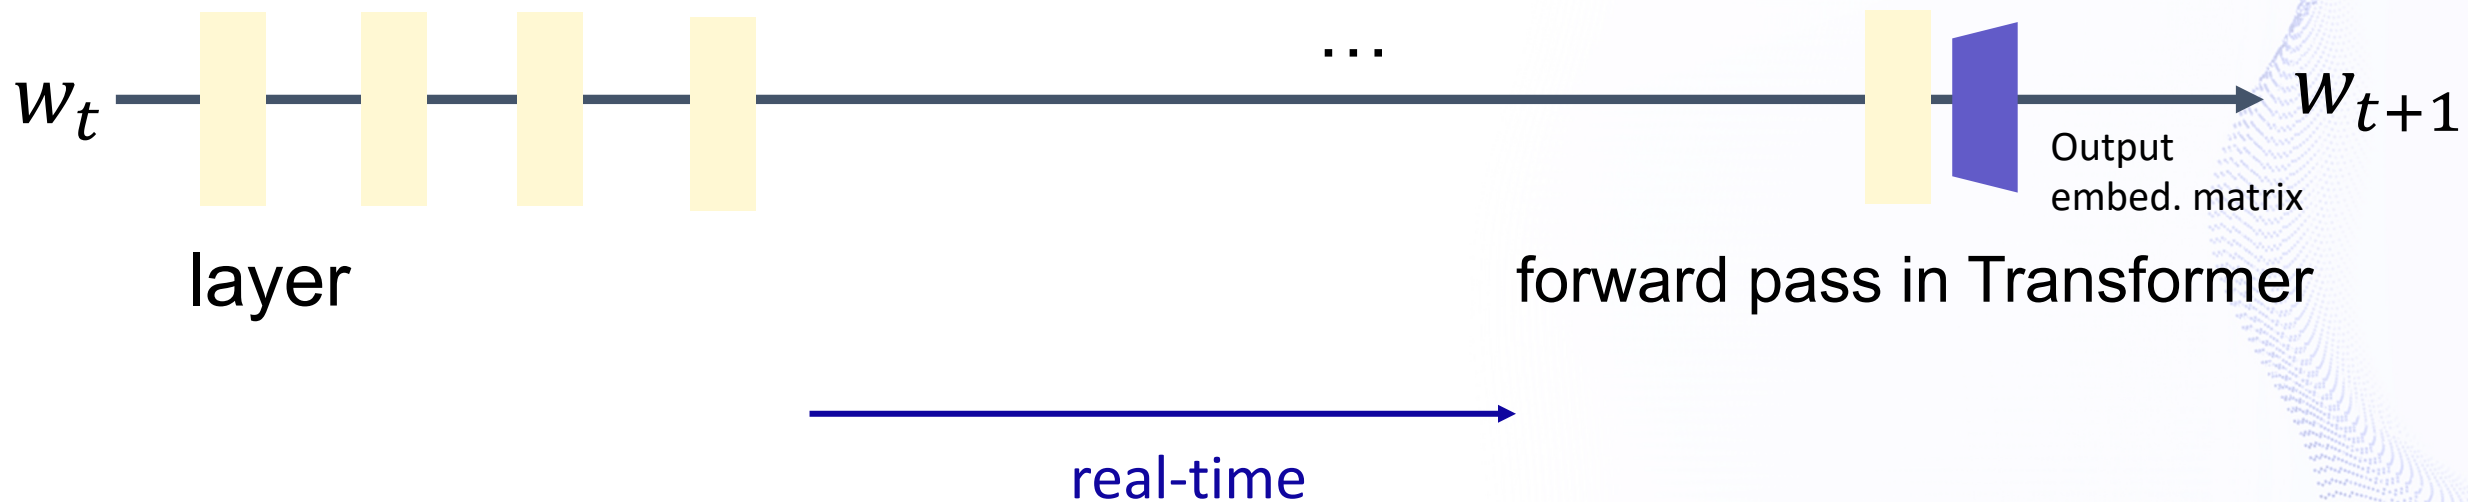 w_t
…
w_{t+1}
Output
embed. matrix
layer
forward pass in Transformer
real-time